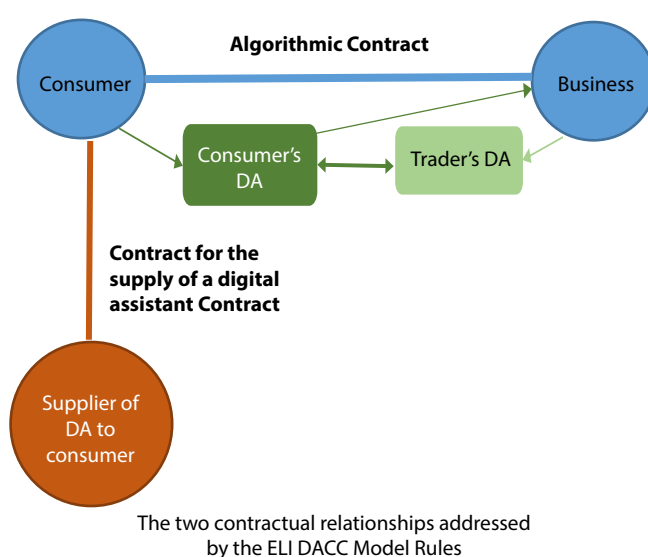 Algorithmic Contract
Consumer
Business
Consumer’s
DA
Trader’s DA
Contract for the
supply of a digital
assistant Contract
Supplier of
DA to
consumer
The two contractual relationships addressed
by the ELI DACC Model Rules